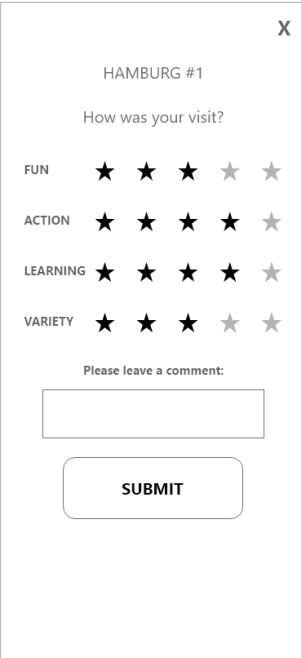 X
HAMBURG #1
How was your visit?
FUN
ACTION
LEARNING
VARIETY
Please leave a comment:
SUBMIT